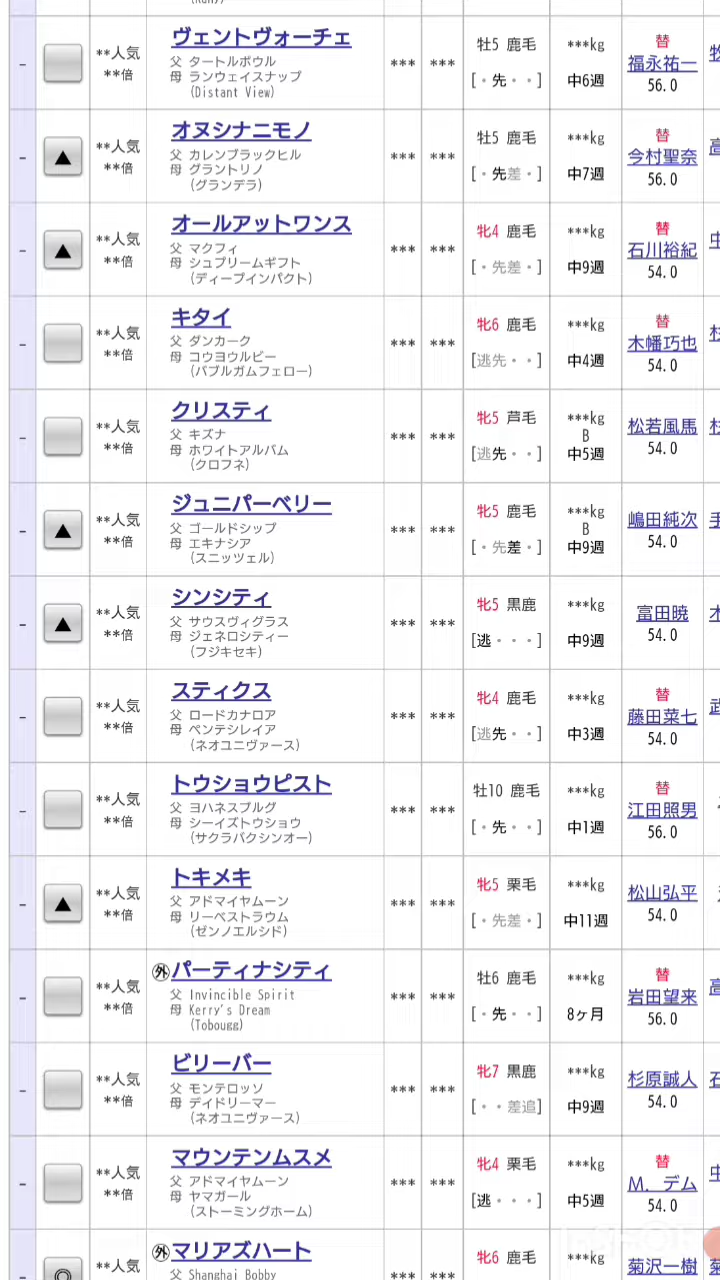 ヴェントヴォーチェ
- **人気 **倍 父 タートルボウル 母 ランウェイスナップ (Distant View) *** *** 牡5 鹿毛 [・先・・] ***kg 中6週 替 福永祐一 56.0
オヌシナニモノ
- ▲ **人気 **倍 父 カレンブラックヒル 母 グラントリノ (グランデラ) *** *** 牡5 鹿毛 [・先差・] ***kg 中7週 替 今村聖奈 56.0 高
オールアットワンス
- ▲ **人気 **倍 父 マクフィ 母 シュプリームギフト (ディープインパクト) *** *** 牝4 鹿毛 [・先差・] ***kg 中9週 替 石川裕紀 54.0 中
キタイ
- **人気 **倍 父 ダンカーク 母 コウヨウルビー (バブルガムフェロー) *** *** 牝6 鹿毛 [逃先・・] ***kg 中4週 替 木幡巧也 54.0
クリスティ
- **人気 **倍 父 キズナ 母 ホワイトアルバム (クロフネ) *** *** 牝5 芦毛 [逃先・・] ***kg B 中5週 松若風馬 54.0
ジュニパーベリー
- ▲ **人気 **倍 父 ゴールドシップ 母 エキナシア (スニッツェル) *** *** 牝5 鹿毛 [・先差・] ***kg B 中9週 嶋田純次 54.0 手
シンシティ
- ▲ **人気 **倍 父 サウスヴィグラス 母 ジェネロシティー (フジキセキ) *** *** 牝5 黒鹿 [逃・・・] ***kg 中9週 富田暁 54.0 木
スティクス
- **人気 **倍 父 ロードカナロア 母 ペンテシレイア (ネオユニヴァース) *** *** 牝4 鹿毛 [逃先・・] ***kg 中3週 替 藤田菜七 54.0 武
トウショウピスト
- **人気 **倍 父 ヨハネスブルグ 母 シーイズトウショウ (サクラバクシンオー) *** *** 牡10 鹿毛 [・先・・] ***kg 中1週 替 江田照男 56.0
トキメキ
- ▲ **人気 **倍 父 アドマイヤムーン 母 リーベストラウム (ゼンノエルシド) *** *** 牝5 栗毛 [・先差・] ***kg 中11週 松山弘平 54.0
外 パーティナシティ
- **人気 **倍 父 Invincible Spirit 母 Kerry's Dream (Tobougg) *** *** 牡6 鹿毛 [・先・・] ***kg 8ヶ月 替 岩田望来 56.0 高
ビリーバー
- **人気 **倍 父 モンテロッソ 母 デイドリーマー (ネオユニヴァース) *** *** 牝7 黒鹿 [・・差追] ***kg 中9週 杉原誠人 54.0 石
マウンテンムスメ
- **人気 **倍 父 アドマイヤムーン 母 ヤマガール (ストーミングホーム) *** *** 牝4 栗毛 [逃・・・] ***kg 中5週 替 M．デム 54.0 中
外 マリアズハート
- ◎ **人気 父 Shanghai Bobby *** *** 牝6 鹿毛 ***kg 菊沢一樹 菊